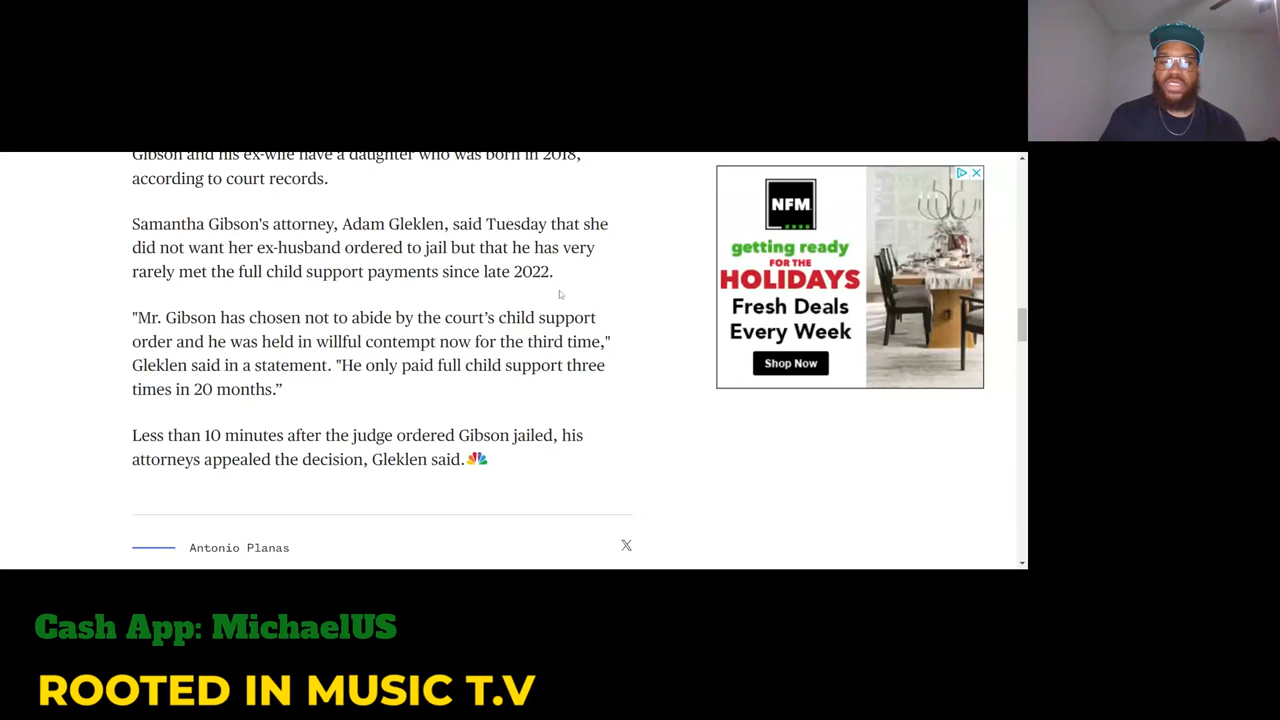 Gibson and his ex-wife have a daughter who was born in 2018,
according to court records.
Samantha Gibson's attorney, Adam Gleklen, said Tuesday that she
did not want her ex-husband ordered to jail but that he has very
rarely met the full child support payments since late 2022.
"Mr. Gibson has chosen not to abide by the court’s child support
order and he was held in willful contempt now for the third time,"
Gleklen said in a statement. "He only paid full child support three
times in 20 months.”
Less than 10 minutes after the judge ordered Gibson jailed, his
attorneys appealed the decision, Gleklen said.
Antonio Planas
NFM
getting ready
FOR THE
HOLIDAYS
Fresh Deals
Every Week
Shop Now
Cash App: MichaelUS
ROOTED IN MUSIC T.V